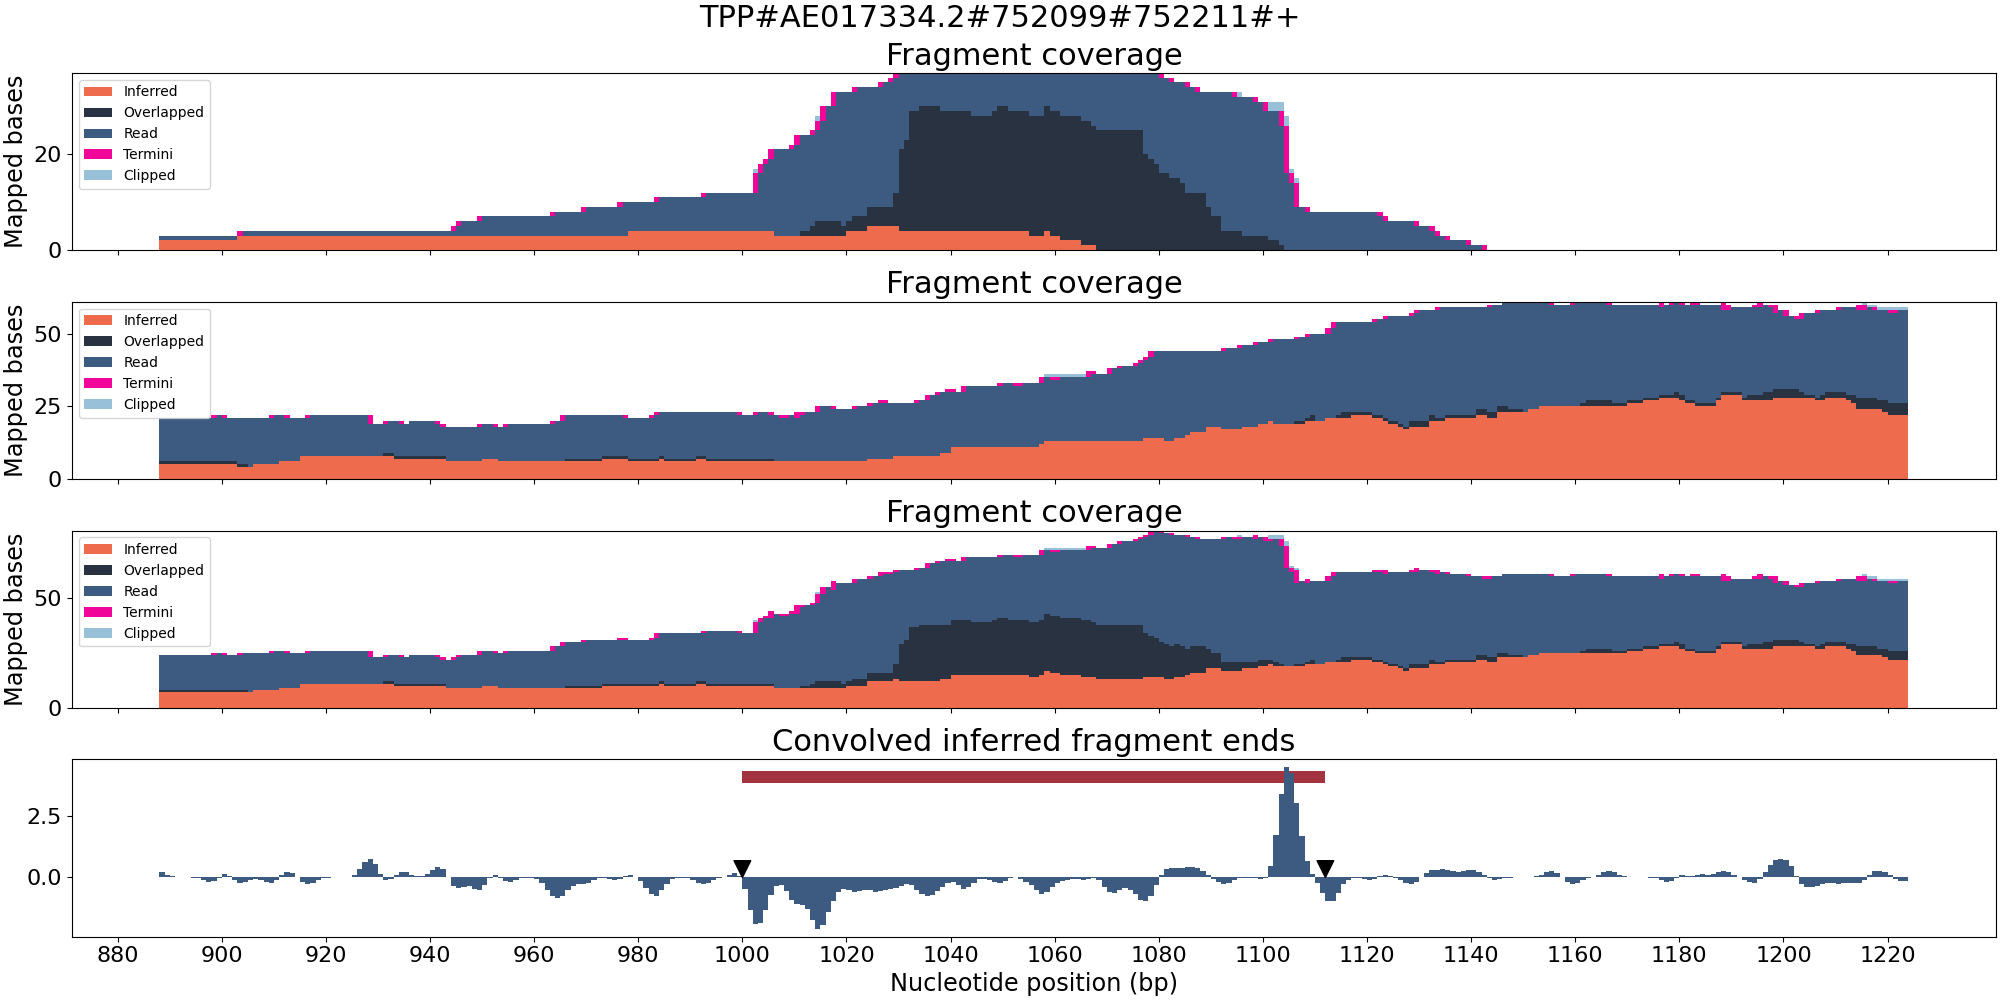 TPP#AE017334.2#752099#752211#+
Fragment coverage
Mapped bases
20
0
Inferred
Overlapped
Read
Termini
Clipped
Fragment coverage
Mapped bases
50
25
0
Inferred
Overlapped
Read
Termini
Clipped
Fragment coverage
Mapped bases
50
0
Inferred
Overlapped
Read
Termini
Clipped
Convolved inferred fragment ends
2.5
0.0
880 900 920 940 960 980 1000 1020 1040 1060 1080 1100 1120 1140 1160 1180 1200 1220
Nucleotide position (bp)